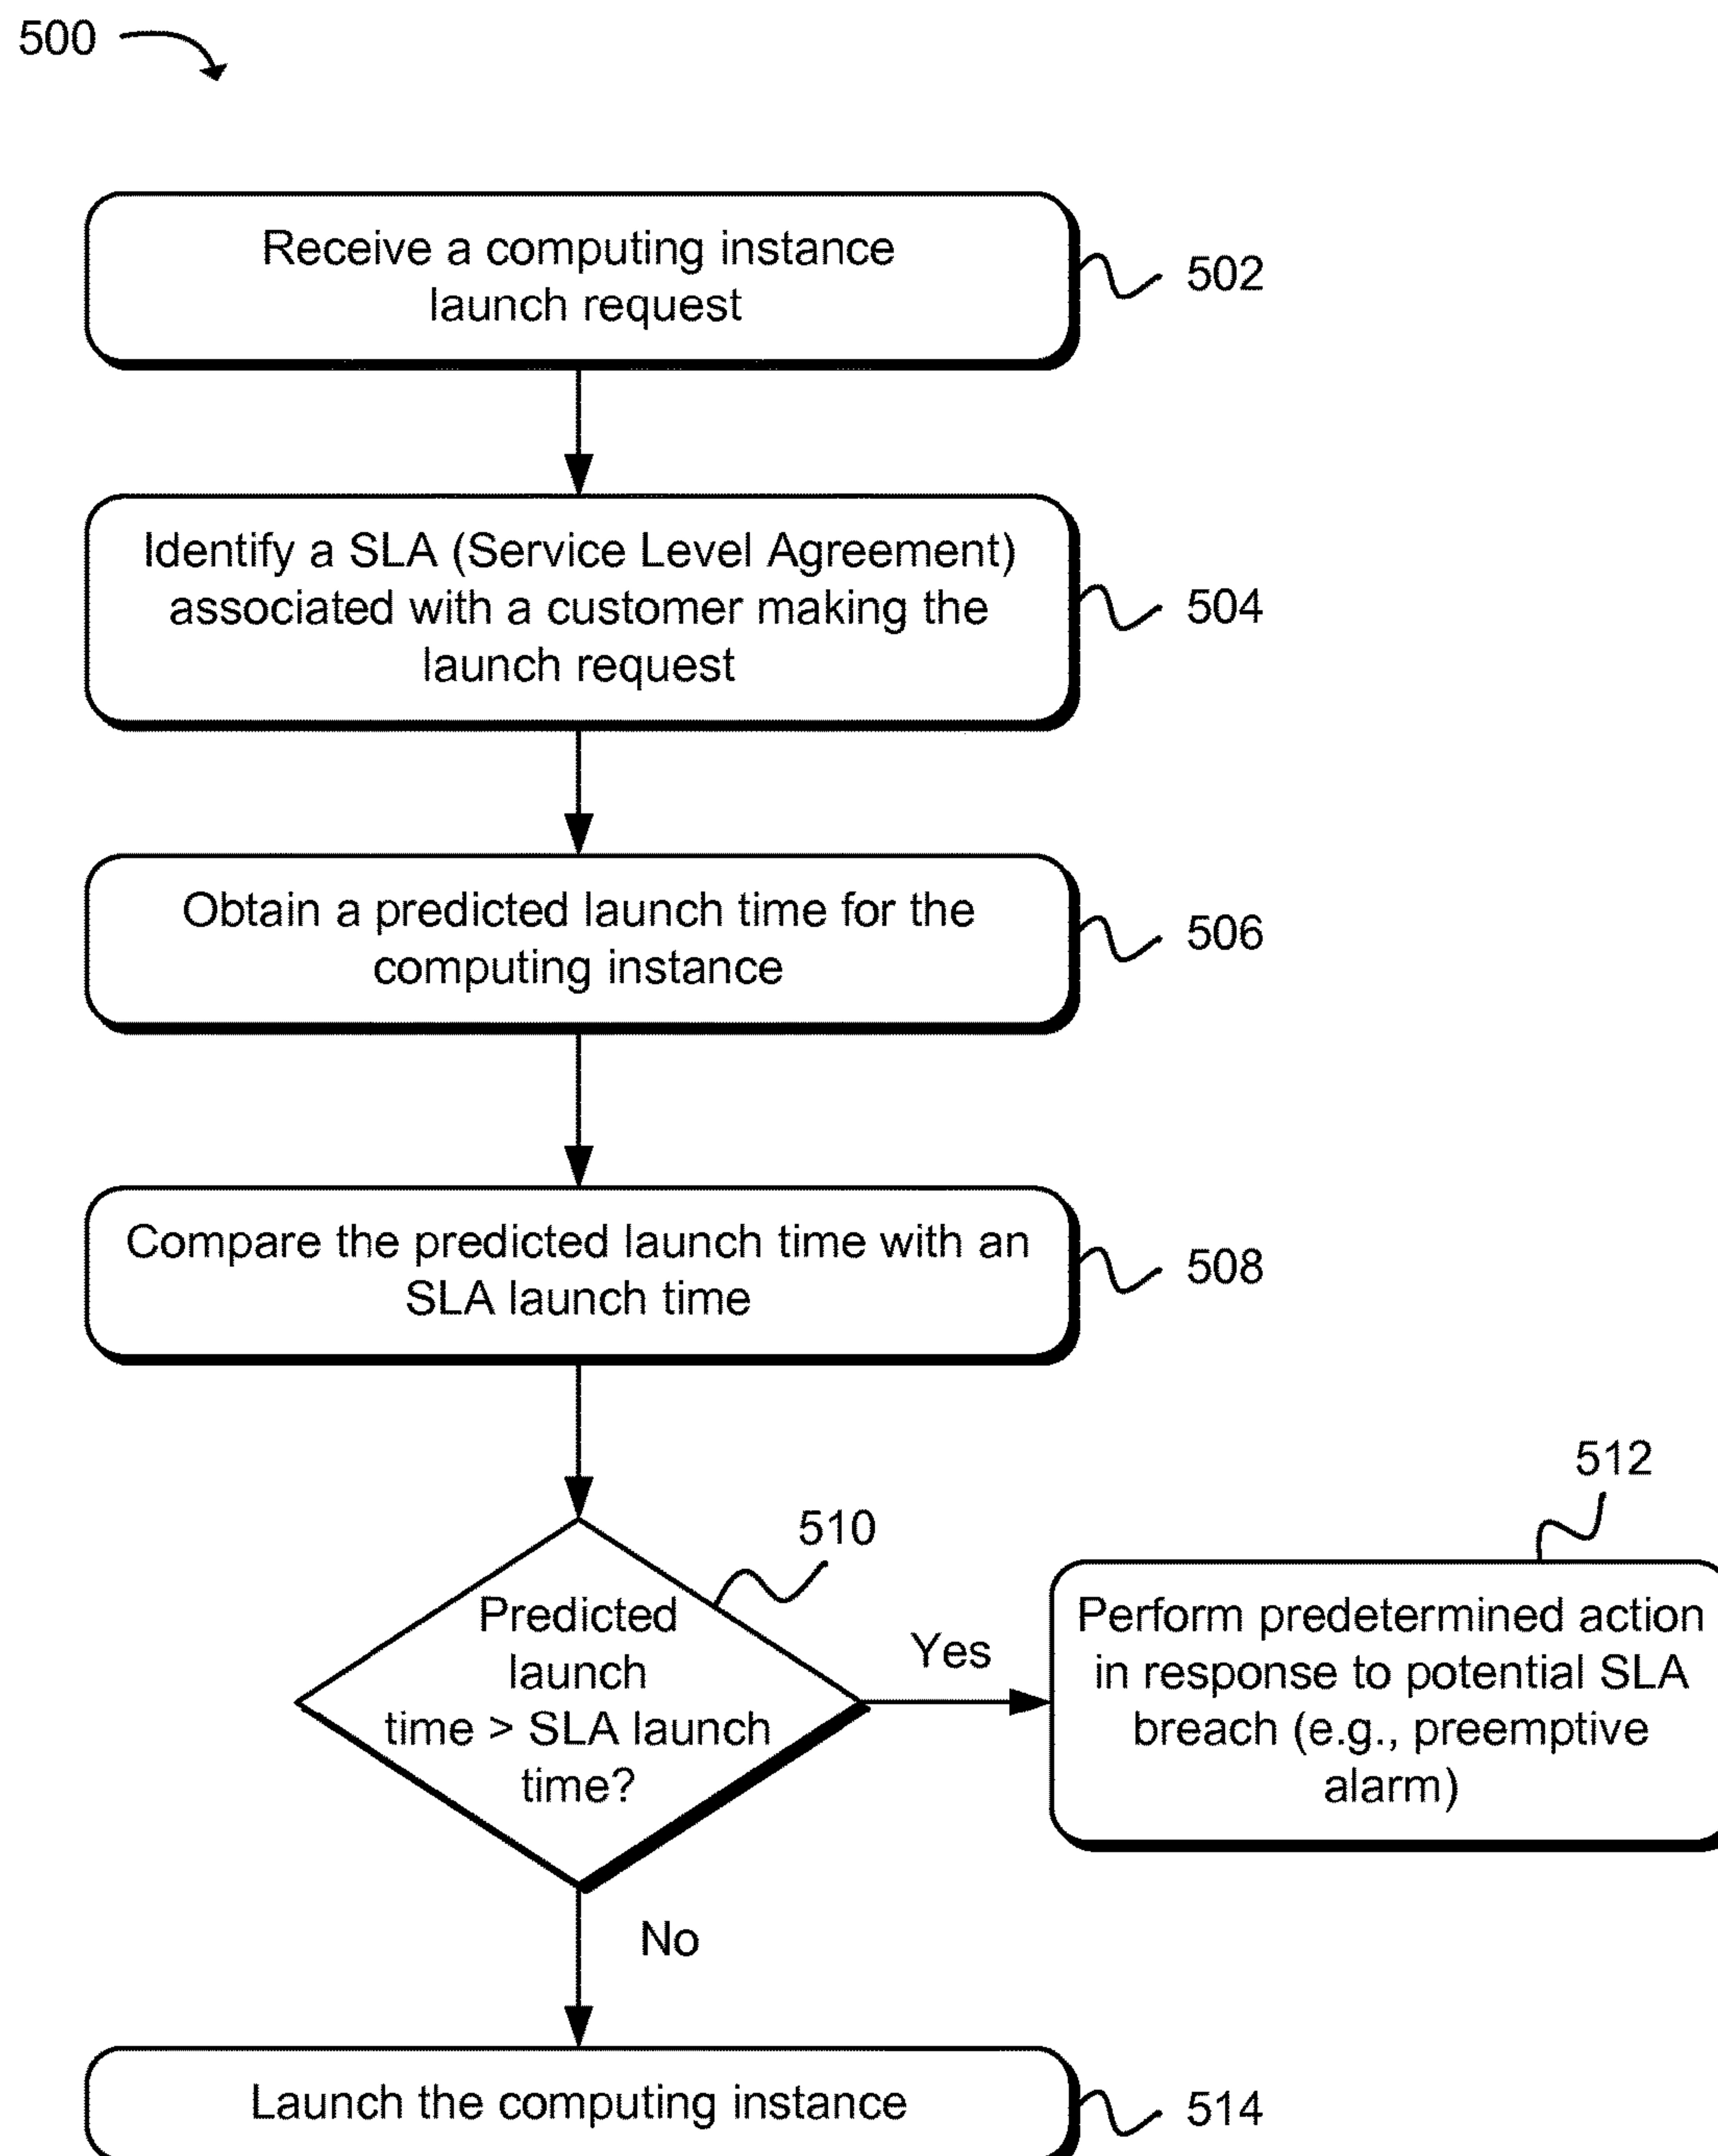 500
Receive a computing instance
launch request
502
Identify a SLA (Service Level Agreement)
associated with a customer making the
launch request
504
Obtain a predicted launch time for the
computing instance
506
Compare the predicted launch time with an
SLA launch time
508
510
Predicted
launch
time > SLA launch
time?
Yes
512
Perform predetermined action
in response to potential SLA
breach (e.g., preemptive
alarm)
No
Launch the computing instance
514